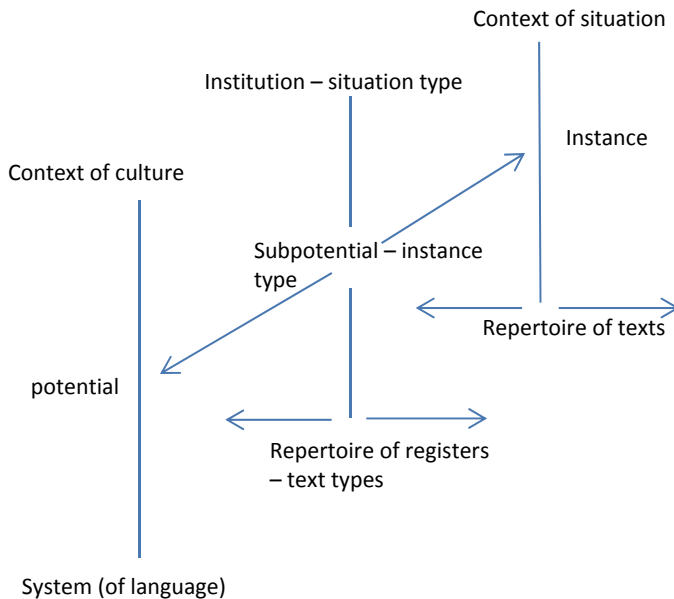 Context of situation
Institution – situation type
Instance
Context of culture
Subpotential – instance
type
Repertoire of texts
potential
Repertoire of registers
– text types
System (of language)